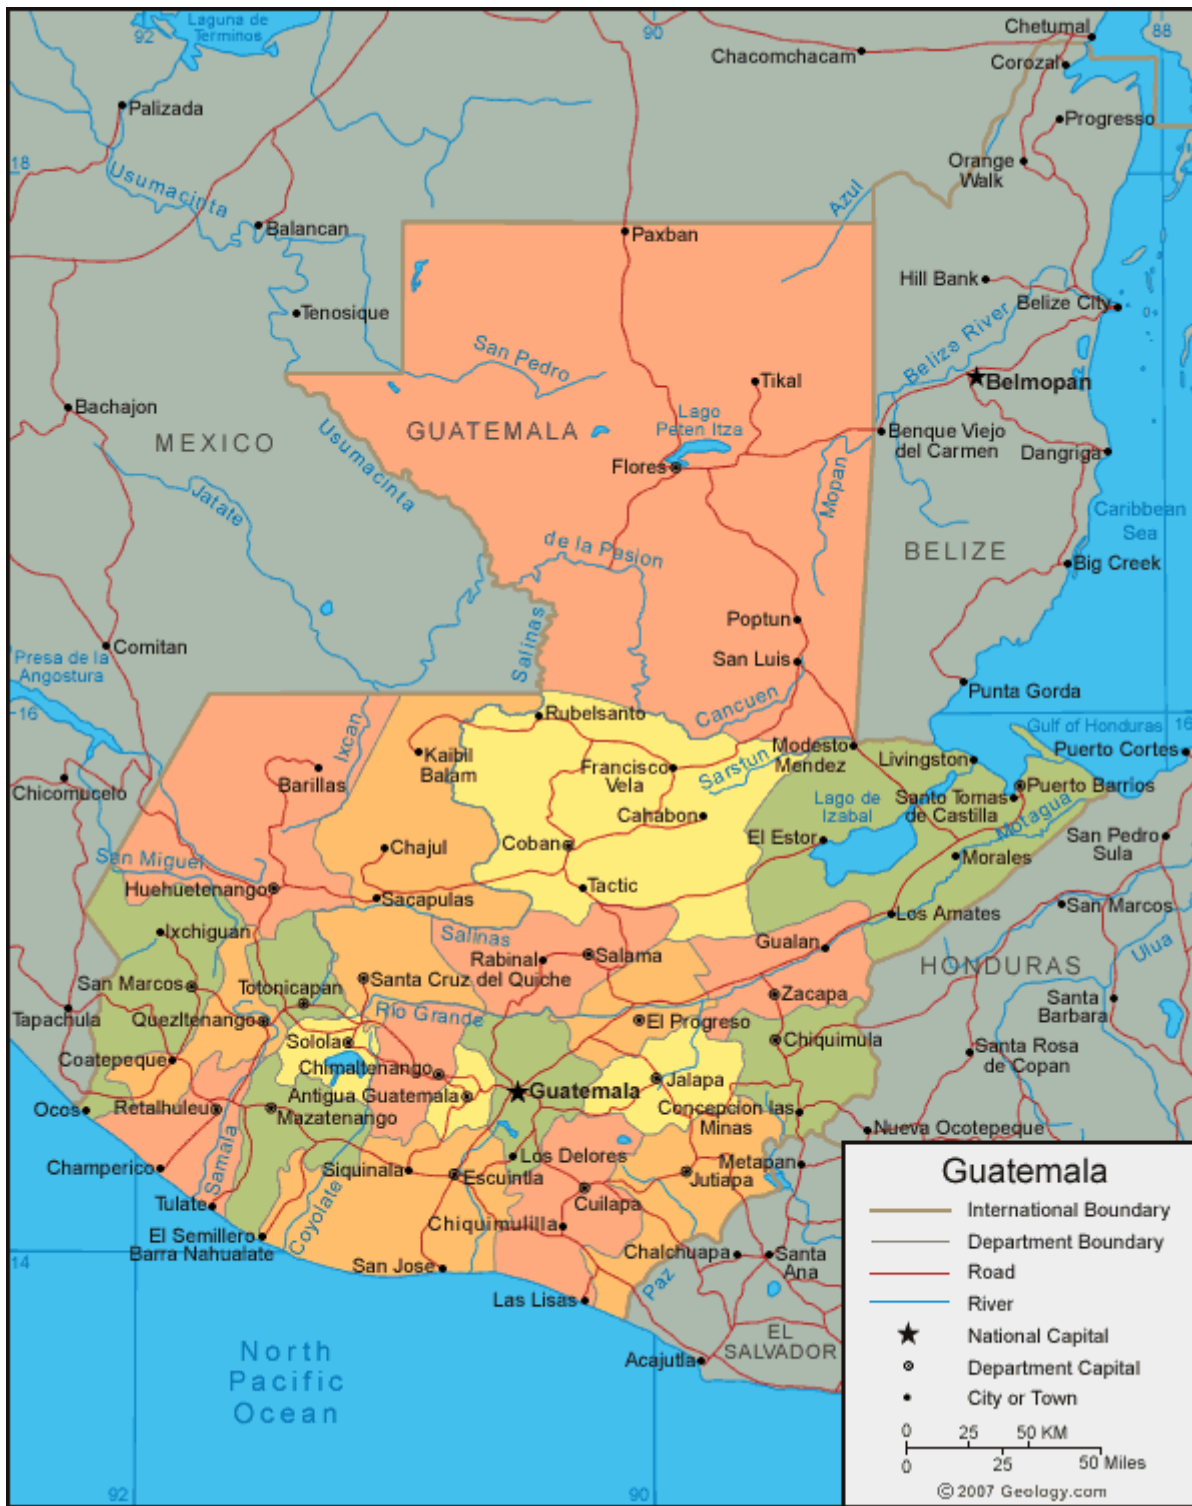 Laguna de
Terminos
92
90
88
Chetumal
Chacomchacam
Corozal
Palizada
Progresso
18
Orange
Walk
Usumacinta
Azul
Balancan
Paxban
Hill Bank
Tenosique
Belize City
San Pedro
Belize River
Tikal
Belmopan
Bachajon
Lago
Peten Itza
MEXICO
GUATEMALA
Benque Viejo
del Carmen
Dangriga
Usumacinta
Flores
Mopan
Jatate
Caribbean
Sea
de la Pasion
BELIZE
Big Creek
Salinas
Poptun
Comitan
Presa de la
Angostura
San Luis
Punta Gorda
Cancuen
16
Rubelsanto
Gulf of Honduras
16
Ixcan
Kaibil
Balam
Modesto
Mendez
Livingston
Puerto Cortes
Barillas
Francisco
Vela
Sarstun
Chicomucelo
Puerto Barrios
Lago de
Izabal
Santo Tomas
de Castilla
Motagua
Cahabon
San Pedro
Sula
Chajul
Coban
El Estor
San Miguel
Morales
Huehuetenango
Sacapulas
Tactic
Los Amates
San Marcos
Ixchiguan
Salinas
Gualan
Ulua
Rabinal
Salama
HONDURAS
San Marcos
Totonicapan
Santa Cruz del Quiche
Zacapa
Santa
Barbara
Tapachula
Quezltenango
Rio Grande
El Progreso
Solola
Chiquimula
Coatepeque
Chimaltenango
Santa Rosa
de Copan
Jalapa
Antigua Guatemala
Guatemala
Ocos
Retalhuleu
Mazatenango
Concepcion las
Minas
Nueva Ocotepeque
Champerico
Samala
Siquinala
Los Delores
Metapan
Escuintla
Jutiapa
Cuilapa
Tulate
Coyolate
Chiquimulilla
El Semillero
Barra Nahualate
14
San Jose
Chalchuapa
Santa
Ana
Paz
Las Lisas
EL
SALVADOR
Acajutla
North
Pacific
Ocean
92
90
Guatemala
International Boundary
Department Boundary
Road
River
National Capital
Department Capital
City or Town
0 25 50 KM
0 25 50 Miles
© 2007 Geology.com